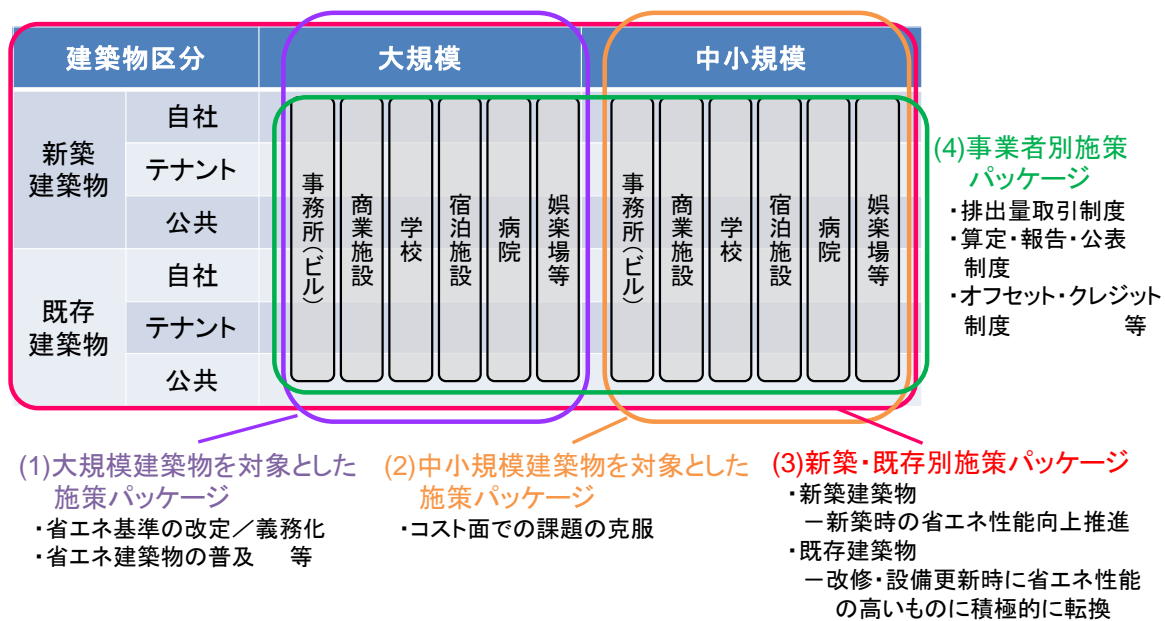 建築物区分
大規模
中小規模
新築
建築物
自社
テナント
公共
既存
建築物
自社
テナント
公共
事務所(ビル)
商業施設
学校
宿泊施設
病院
娯楽場等
事務所(ビル)
商業施設
学校
宿泊施設
病院
娯楽場等
(4)事業者別施策
パッケージ
・排出量取引制度
・算定・報告・公表
制度
・オフセット・クレジット
制度 等
(1)大規模建築物を対象とした
施策パッケージ
・省エネ基準の改定／義務化
・省エネ建築物の普及 等
(2)中小規模建築物を対象とした
施策パッケージ
・コスト面での課題の克服
(3)新築・既存別施策パッケージ
・新築建築物
－新築時の省エネ性能向上推進
・既存建築物
－改修・設備更新時に省エネ性能
の高いものに積極的に転換